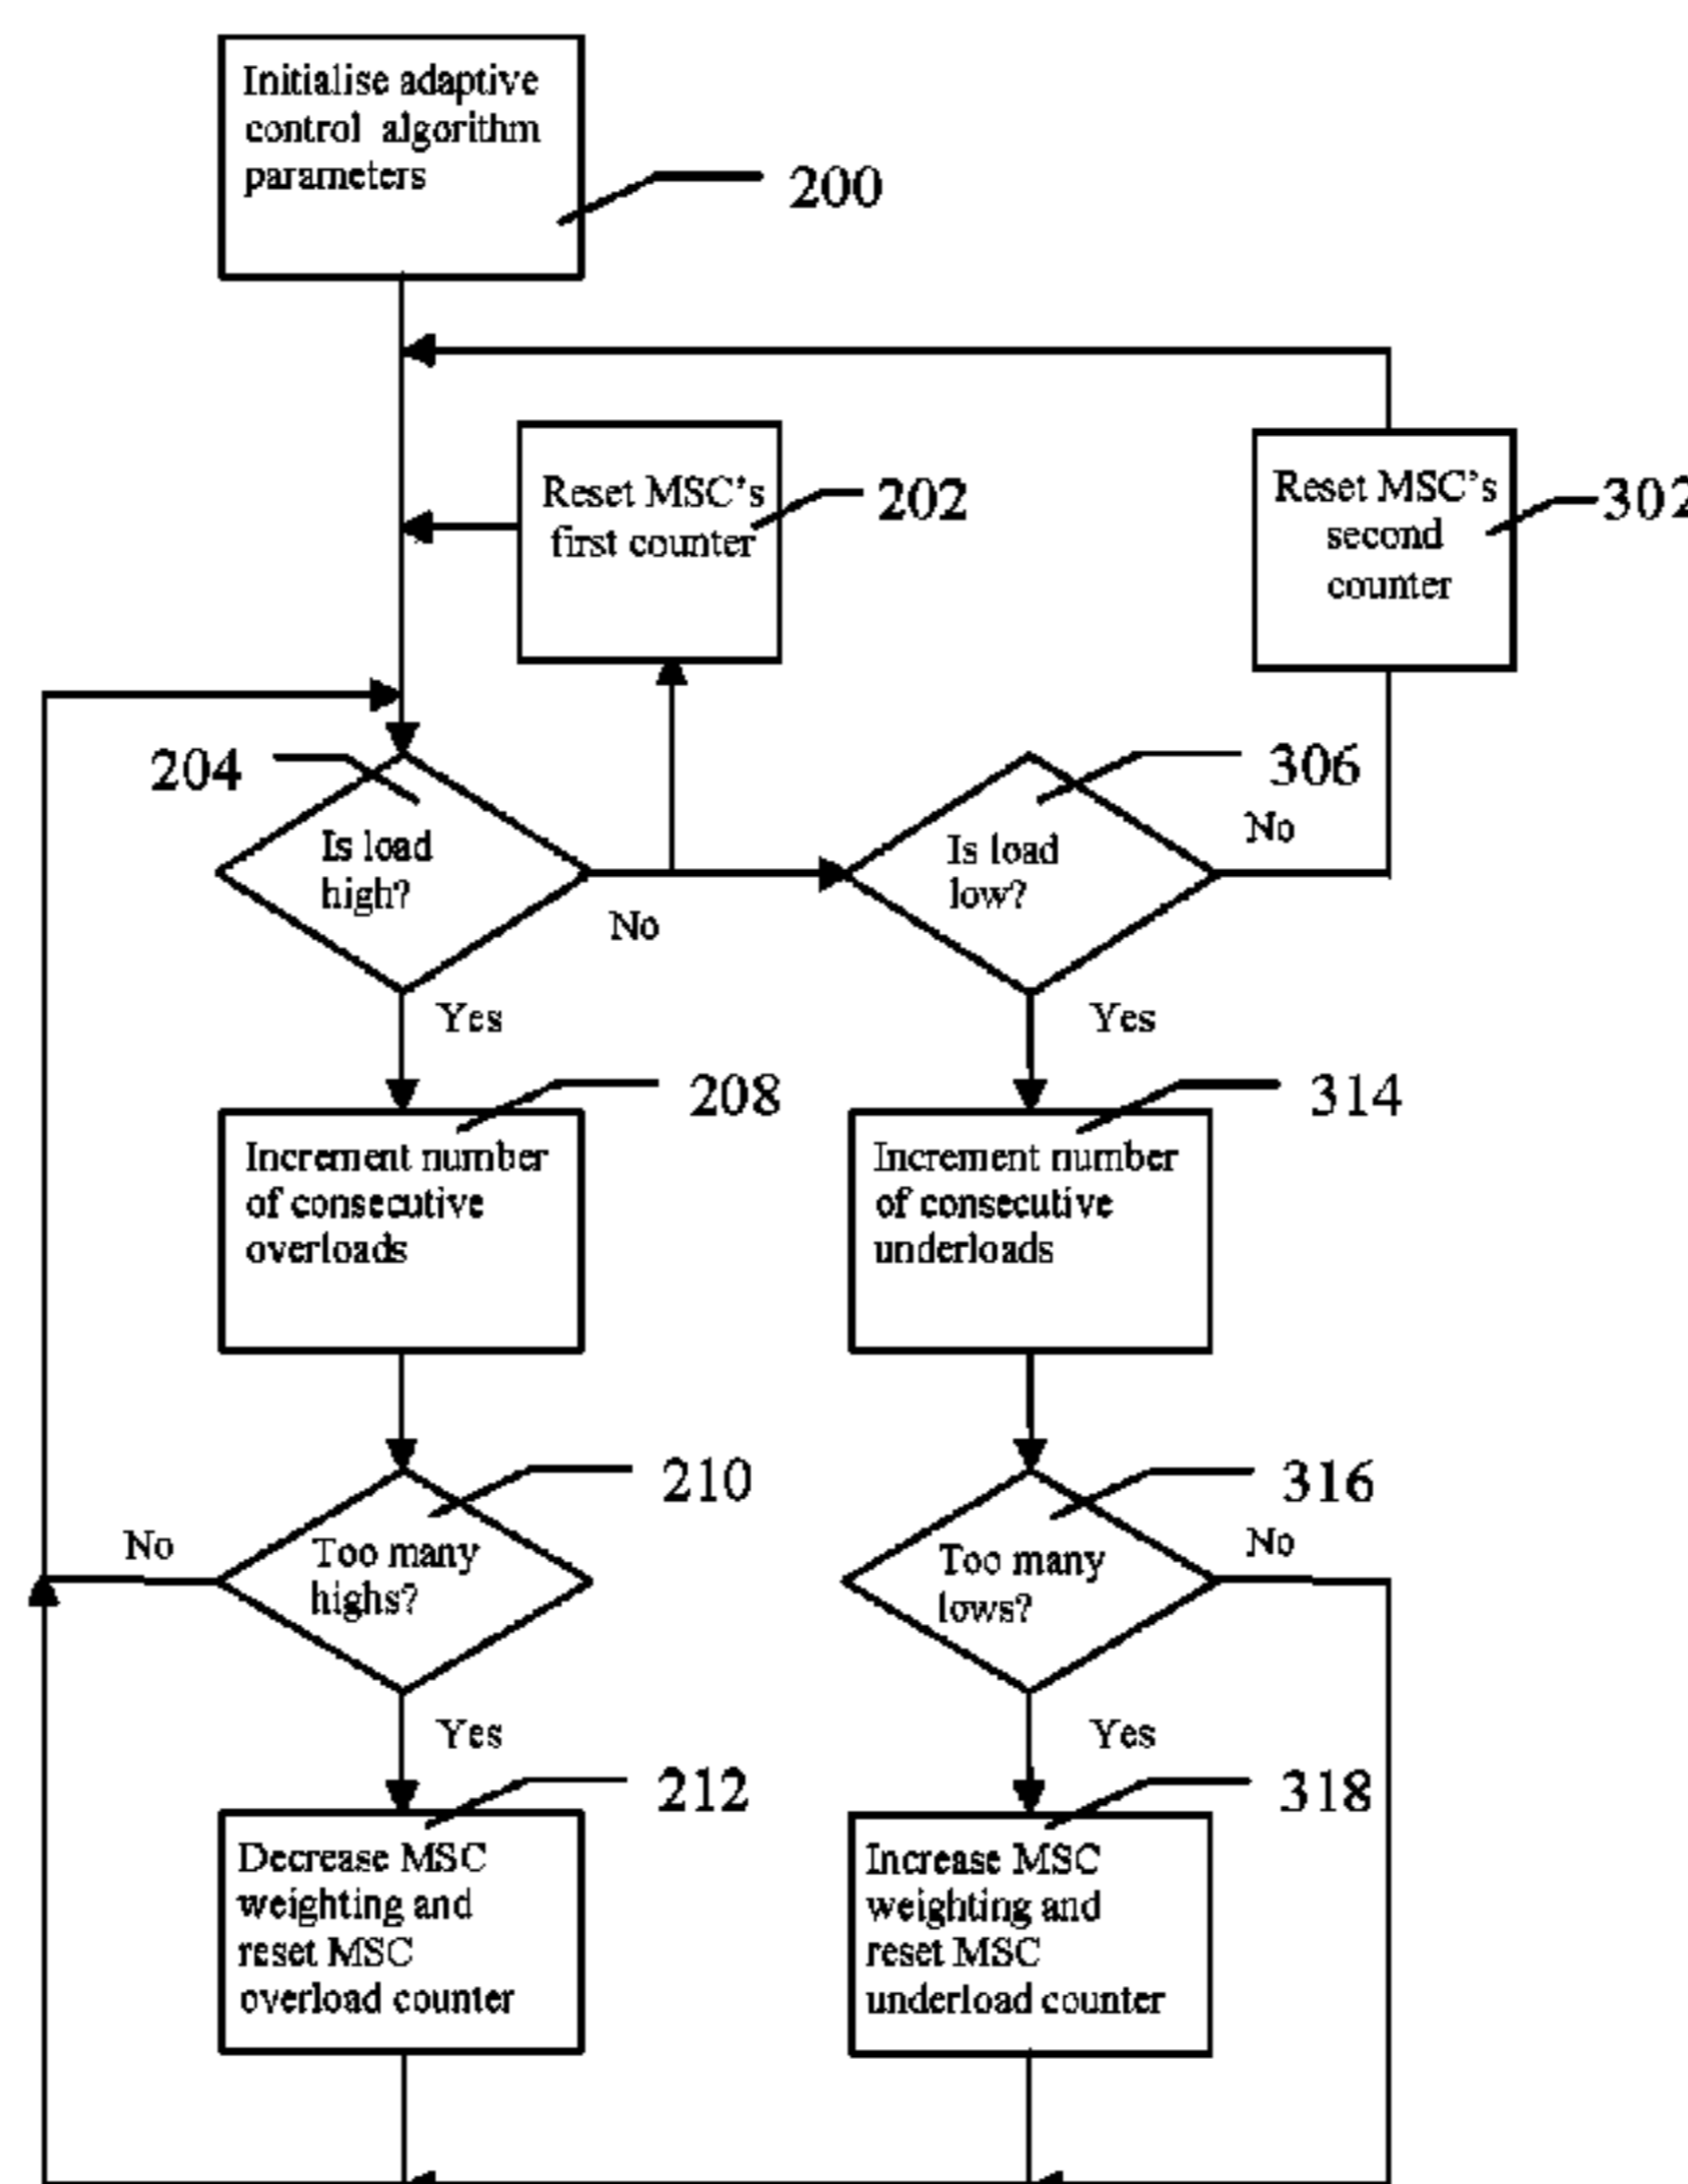 Initialise adaptive
control algorithm
parameters
200
Reset MSC's
first counter
202
Reset MSC's
second
counter
302
204
Is load
high?
No
306
Is load
low?
No
Yes
Yes
208
Increment number
of consecutive
overloads
314
Increment number
of consecutive
underloads
210
Too many
highs?
No
316
Too many
lows?
No
Yes
Yes
212
Decrease MSC
weighting and
reset MSC
overload counter
318
Increase MSC
weighting and
reset MSC
underload counter